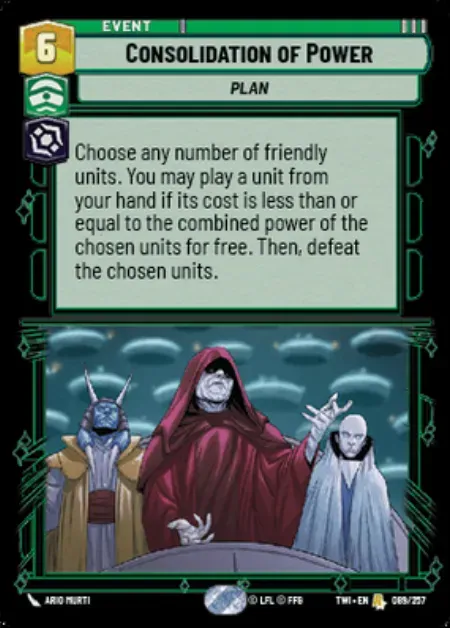 EVENT
6
CONSOLIDATION OF POWER
PLAN
Choose any number of friendly
units. You may play a unit from
your hand if its cost is less than or
equal to the combined power of the
chosen units for free. Then, defeat
the chosen units.
ARIO MURTI
© LFL © FFG
TWI • EN
089/257